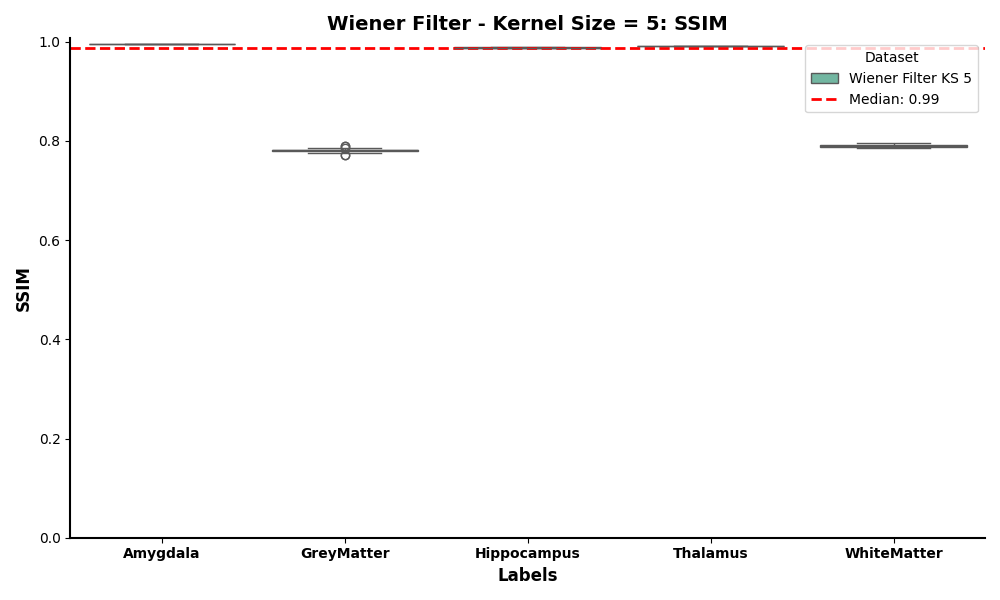 Wiener Filter - Kernel Size = 5: SSIM
Dataset
Wiener Filter KS 5
Median: 0.99
SSIM
1.0
0.8
0.6
0.4
0.2
0.0
Amygdala
GreyMatter
Hippocampus
Thalamus
WhiteMatter
Labels